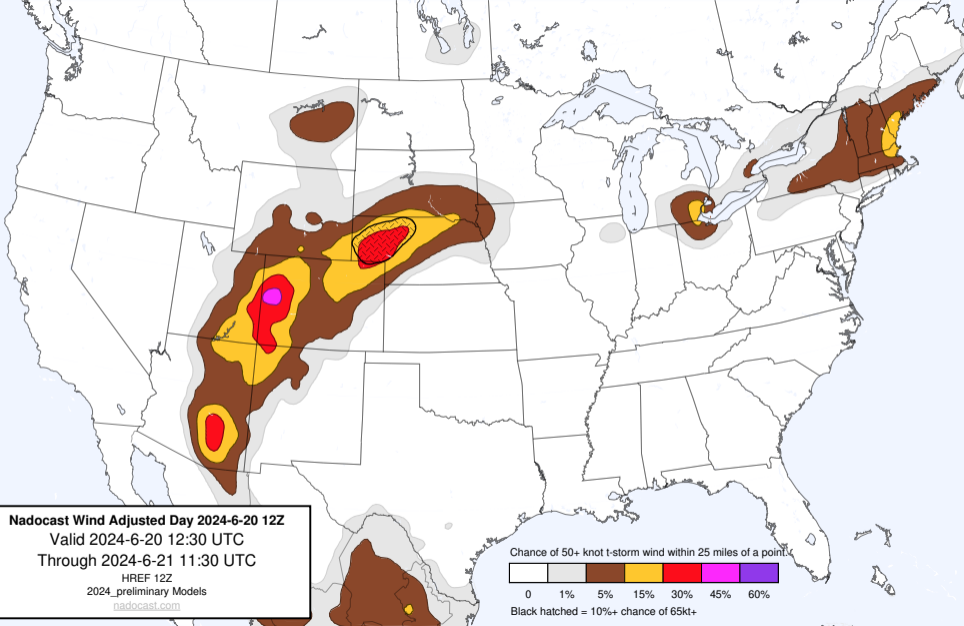 Nadocast Wind Adjusted Day 2024-6-20 12Z
Valid 2024-6-20 12:30 UTC
Through 2024-6-21 11:30 UTC
HREF 12Z
2024_preliminary Models
nadocast.com
Chance of 50+ knot t-storm wind within 25 miles of a point.
0 1% 5% 15% 30% 45% 60%
Black hatched = 10%+ chance of 65kt+